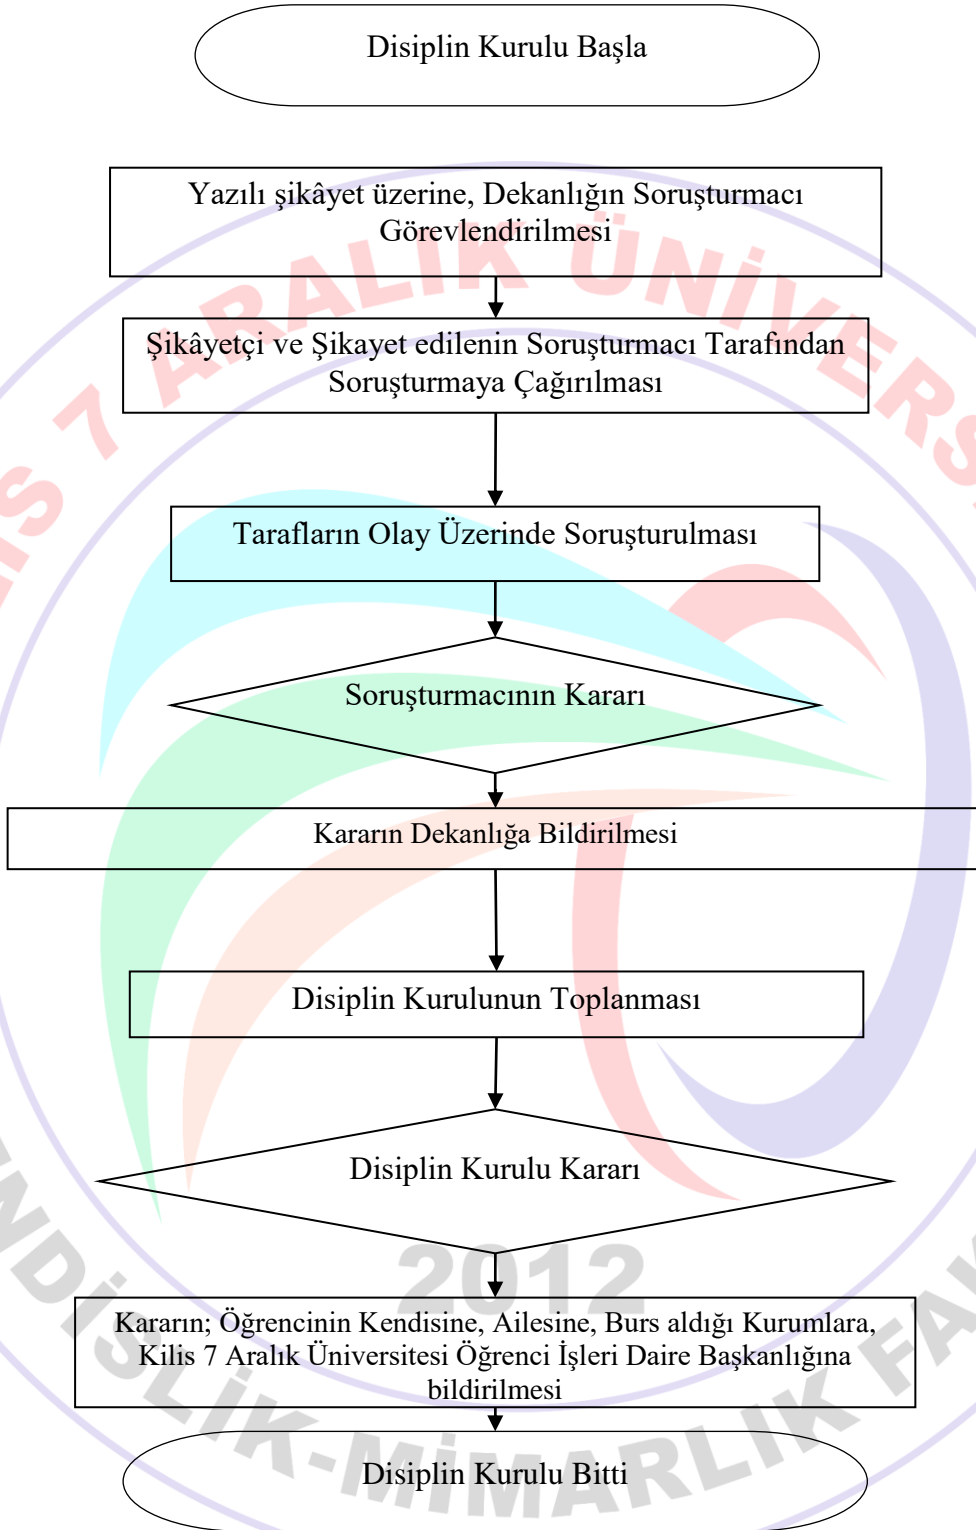 Disiplin Kurulu Başla
Yazılı şikâyet üzerine, Dekanlığın Soruşturmacı
Görevlendirilmesi
Şikâyetçi ve Şikayet edilenin Soruşturmacı Tarafından
Soruşturmaya Çağırılması
Tarafların Olay Üzerinde Soruşturulması
Soruşturmacının Kararı
Kararın Dekanlığa Bildirilmesi
Disiplin Kurulunun Toplanması
Disiplin Kurulu Kararı
2012
Kararın; Öğrencinin Kendisine, Ailesine, Burs aldığı Kurumlara,
Kilis 7 Aralık Üniversitesi Öğrenci İşleri Daire Başkanlığına
bildirilmesi
Disiplin Kurulu Bitti